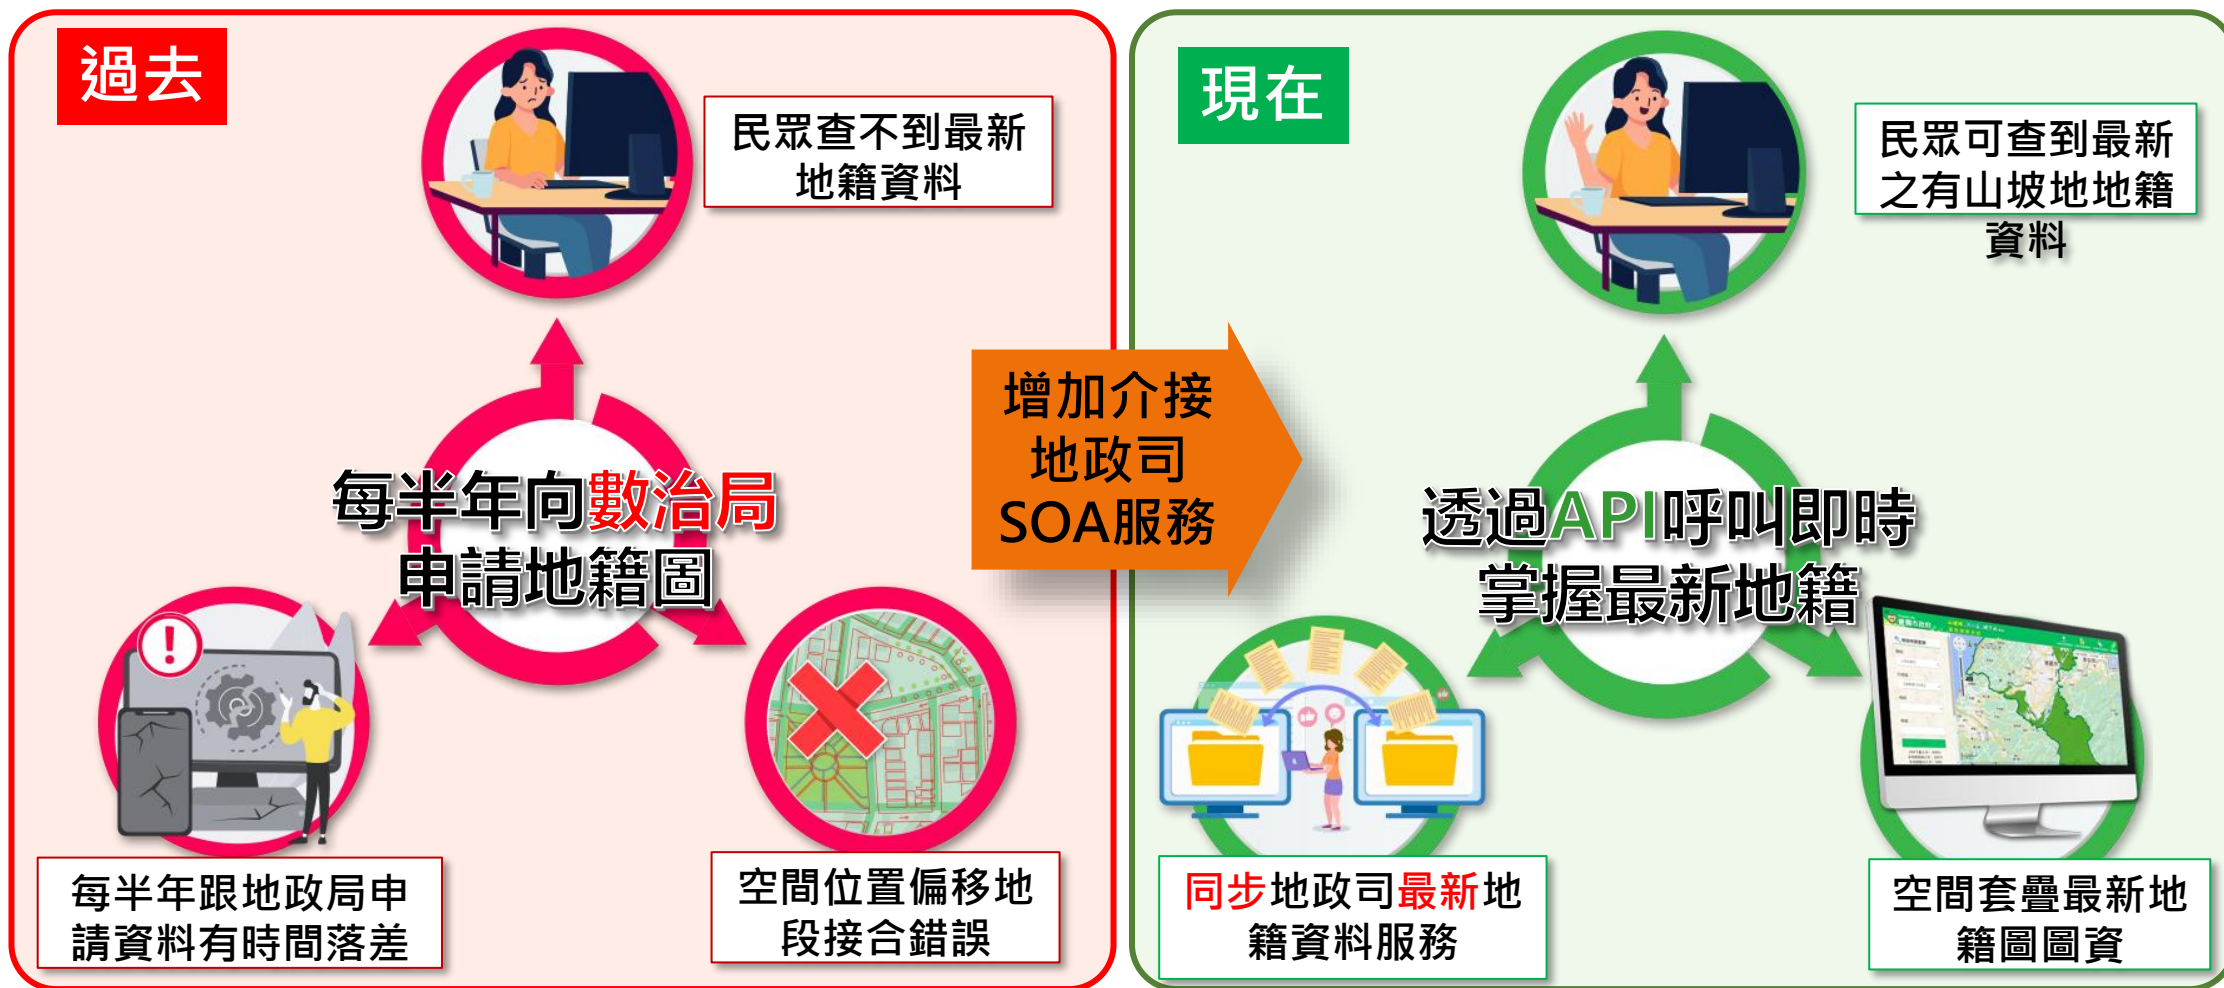 過去
民眾查不到最新
地籍資料
每半年向數治局
申請地籍圖
每半年跟地政局申
請資料有時間落差
空間位置偏移地
段接合錯誤
增加介接
地政司
SOA服務
現在
民眾可查到最新
之有山坡地地籍
資料
透過API呼叫即時
掌握最新地籍
同步地政司最新地
籍資料服務
空間套疊最新地
籍圖圖資